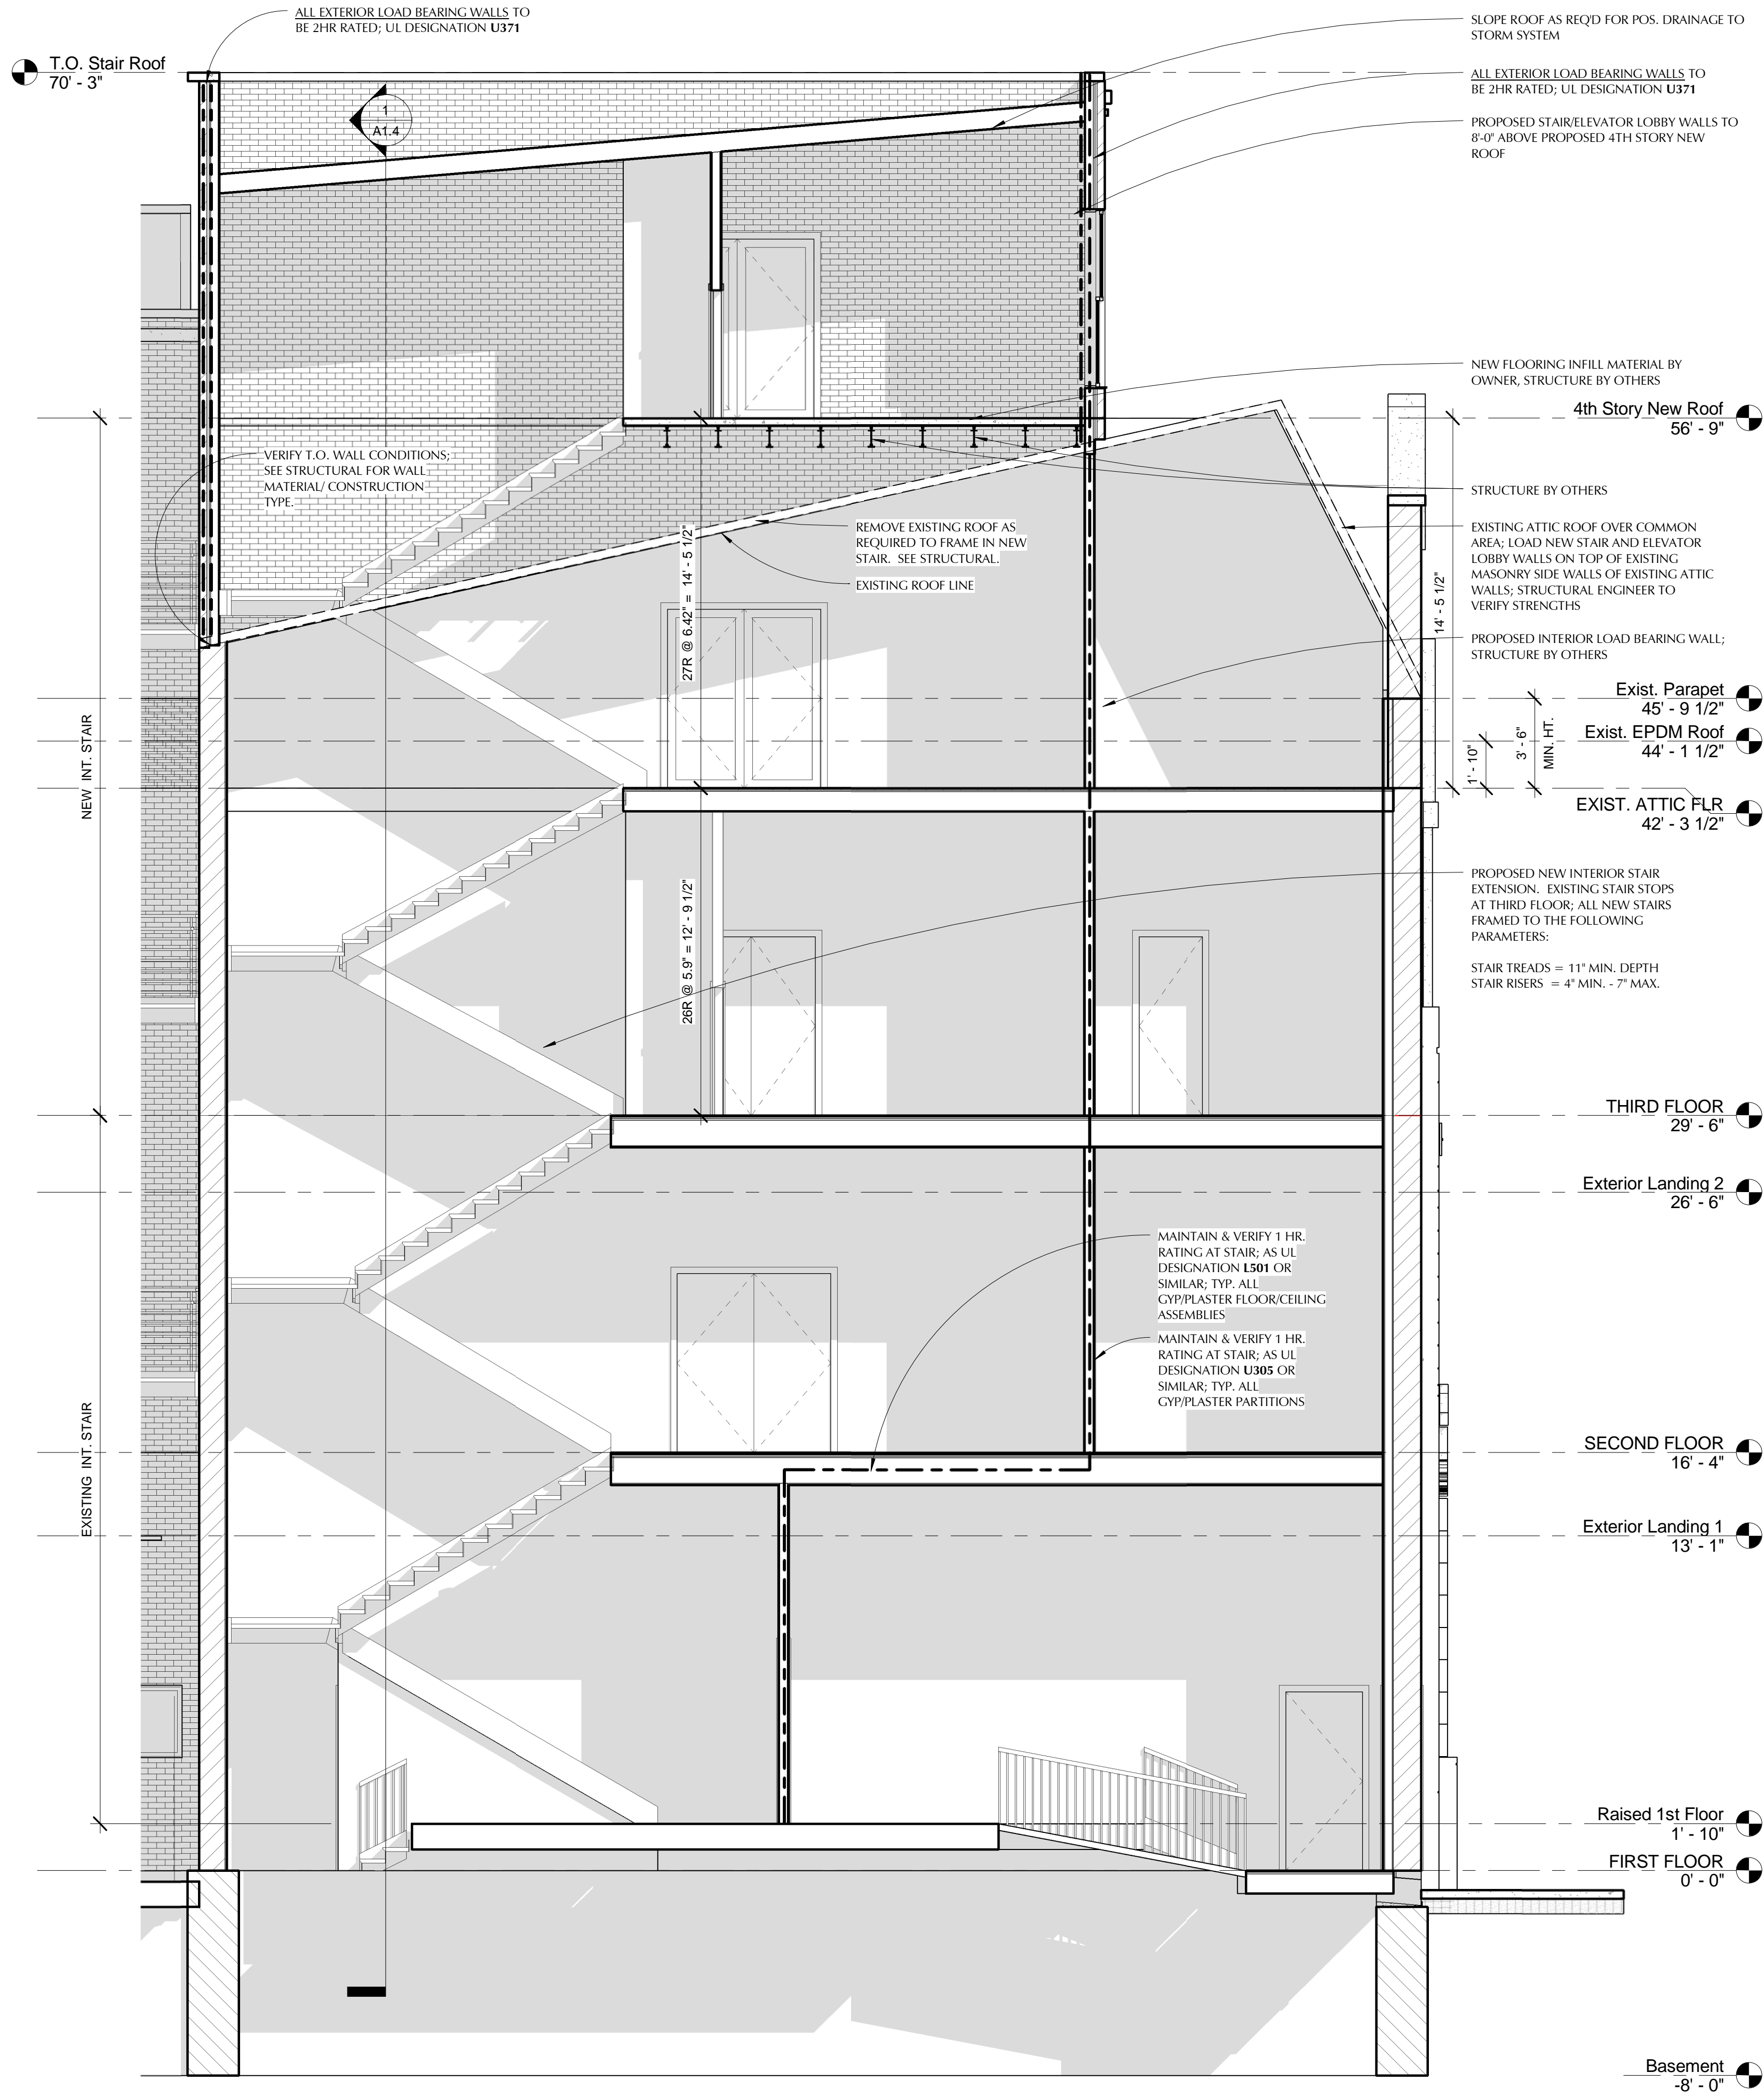 ALL EXTERIOR LOAD BEARING WALLS TO
BE 2HR RATED; UL DESIGNATION U371
T.O. Stair Roof
70' - 3"
1
A1.4
SLOPE ROOF AS REQ'D FOR POS. DRAINAGE TO
STORM SYSTEM
ALL EXTERIOR LOAD BEARING WALLS TO
BE 2HR RATED; UL DESIGNATION U371
PROPOSED STAIR/ELEVATOR LOBBY WALLS TO
8'-0" ABOVE PROPOSED 4TH STORY NEW
ROOF
NEW FLOORING INFILL MATERIAL BY
OWNER, STRUCTURE BY OTHERS
4th Story New Roof
56' - 9"
VERIFY T.O. WALL CONDITIONS;
SEE STRUCTURAL FOR WALL
MATERIAL/ CONSTRUCTION
TYPE.
STRUCTURE BY OTHERS
REMOVE EXISTING ROOF AS
REQUIRED TO FRAME IN NEW
STAIR. SEE STRUCTURAL.
EXISTING ROOF LINE
27R @ 6.42" = 14' - 5 1/2"
EXISTING ATTIC ROOF OVER COMMON
AREA; LOAD NEW STAIR AND ELEVATOR
LOBBY WALLS ON TOP OF EXISTING
MASONRY SIDE WALLS OF EXISTING ATTIC
WALLS; STRUCTURAL ENGINEER TO
VERIFY STRENGTHS
14' - 5 1/2"
PROPOSED INTERIOR LOAD BEARING WALL;
STRUCTURE BY OTHERS
Exist. Parapet
45' - 9 1/2"
Exist. EPDM Roof
44' - 1 1/2"
1' - 10"
3' - 6"
MIN. HT.
NEW INT. STAIR
EXIST. ATTIC FLR
42' - 3 1/2"
26R @ 5.9" = 12' - 9 1/2"
PROPOSED NEW INTERIOR STAIR
EXTENSION. EXISTING STAIR STOPS
AT THIRD FLOOR; ALL NEW STAIRS
FRAMED TO THE FOLLOWING
PARAMETERS:
STAIR TREADS = 11" MIN. DEPTH
STAIR RISERS = 4" MIN. - 7" MAX.
THIRD FLOOR
29' - 6"
Exterior Landing 2
26' - 6"
MAINTAIN & VERIFY 1 HR.
RATING AT STAIR; AS UL
DESIGNATION L501 OR
SIMILAR; TYP. ALL
GYP/PLASTER FLOOR/CEILING
ASSEMBLIES
MAINTAIN & VERIFY 1 HR.
RATING AT STAIR; AS UL
DESIGNATION U305 OR
SIMILAR; TYP. ALL
GYP/PLASTER PARTITIONS
EXISTING INT. STAIR
SECOND FLOOR
16' - 4"
Exterior Landing 1
13' - 1"
Raised 1st Floor
1' - 10"
FIRST FLOOR
0' - 0"
Basement
-8' - 0"